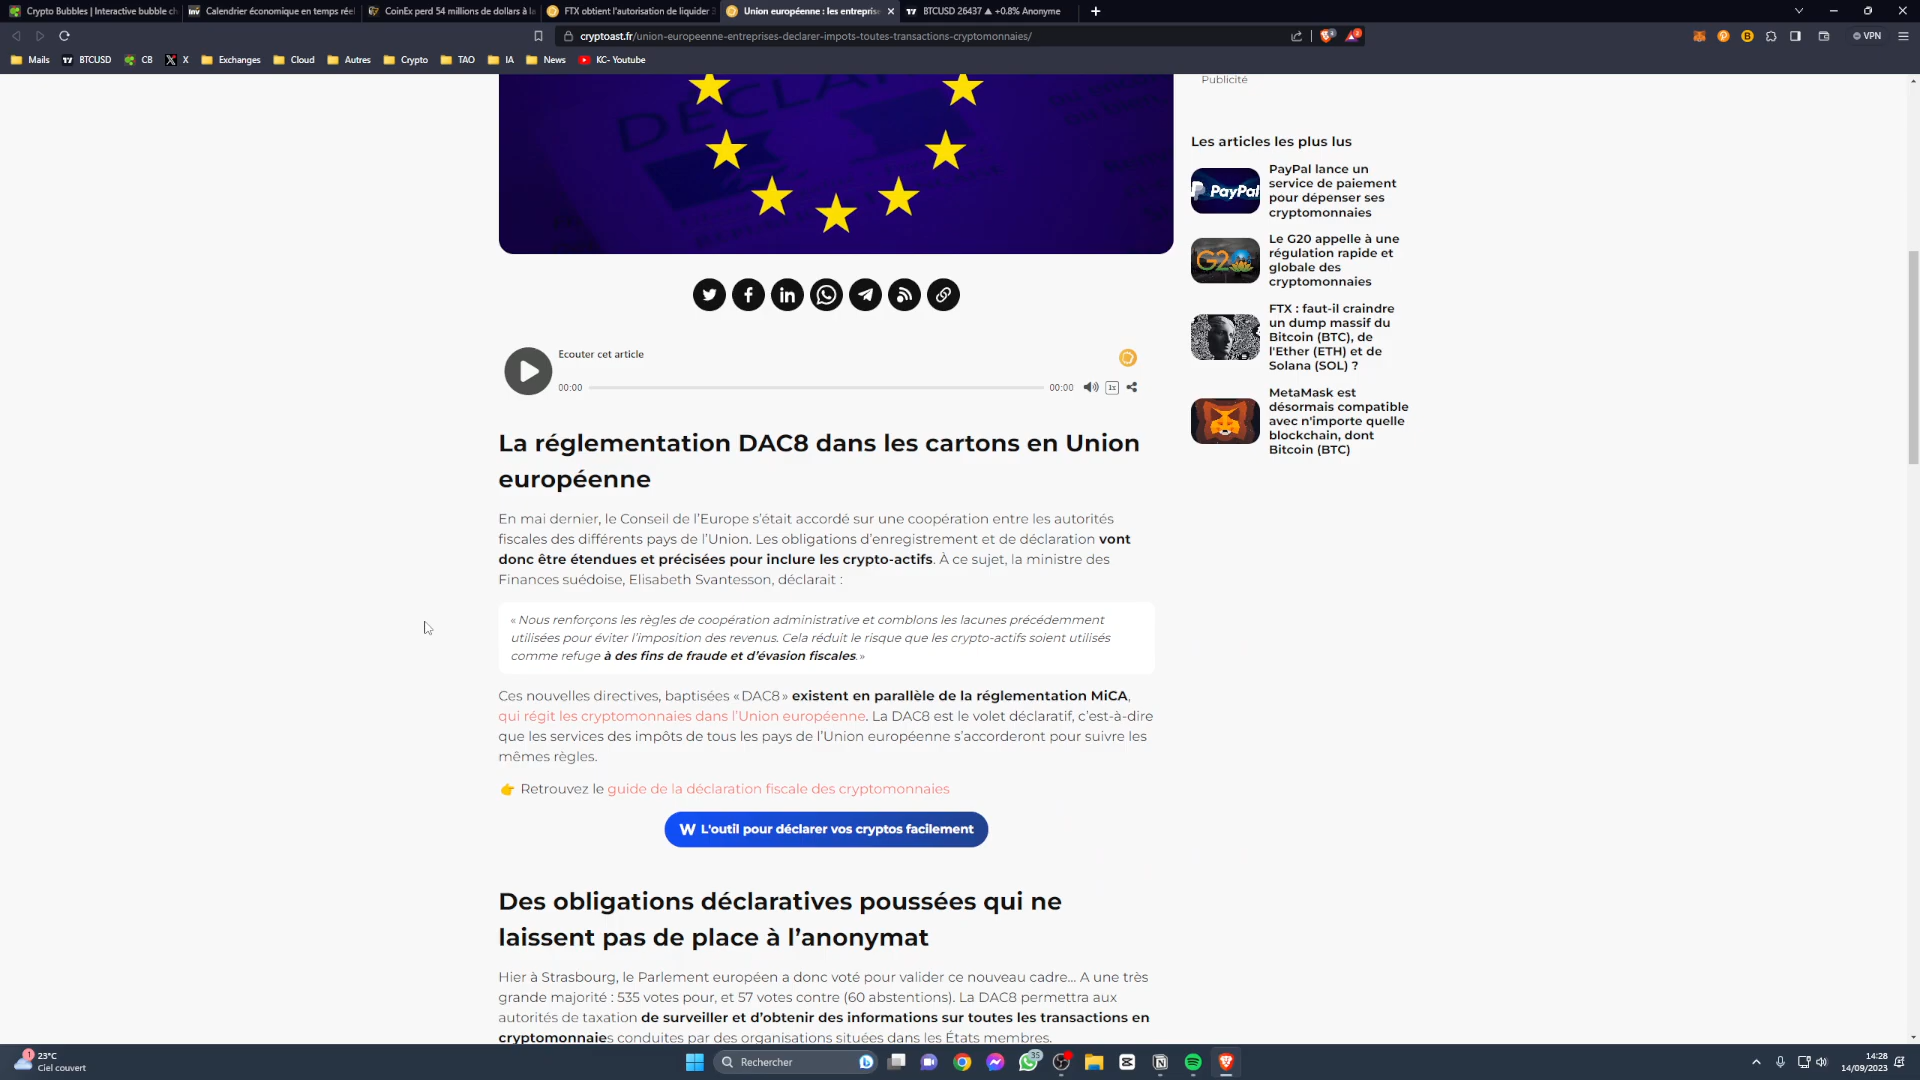 Crypto Bubbles | Interactive bubble ch
Calendrier économique en temps rée
CoinEx perd 54 millions de dollars à la
FTX obtient l'autorisation de liquider
Union européenne : les entreprise
BTCUSD 26437 ▲ +0.8% Anonyme
cryptoast.fr/union-europeenne-entreprises-declarer-impots-toutes-transactions-cryptomonnaies/
VPN
Mails
BTCUSD
CB
X
Exchanges
Cloud
Autres
Crypto
TAO
IA
News
KC- Youtube
DÉCLA
Publicité
Les articles les plus lus
PayPal
PayPal lance un
service de paiement
pour dépenser ses
cryptomonnaies
G20
Le G20 appelle à une
régulation rapide et
globale des
cryptomonnaies
FTX : faut-il craindre
un dump massif du
Bitcoin (BTC), de
l'Ether (ETH) et de
Solana (SOL) ?
MetaMask est
désormais compatible
avec n'importe quelle
blockchain, dont
Bitcoin (BTC)
Ecouter cet article
00:00
00:00
1x
La réglementation DAC8 dans les cartons en Union
européenne
En mai dernier, le Conseil de l'Europe s'était accordé sur une coopération entre les autorités
fiscales des différents pays de l'Union. Les obligations d'enregistrement et de déclaration vont
donc être étendues et précisées pour inclure les crypto-actifs. À ce sujet, la ministre des
Finances suédoise, Elisabeth Svantesson, déclarait :
« Nous renforçons les règles de coopération administrative et comblons les lacunes précédemment
utilisées pour éviter l'imposition des revenus. Cela réduit le risque que les crypto-actifs soient utilisés
comme refuge à des fins de fraude et d'évasion fiscales. »
Ces nouvelles directives, baptisées « DAC8 » existent en parallèle de la réglementation MiCA,
qui régit les cryptomonnaies dans l'Union européenne. La DAC8 est le volet déclaratif, c'est-à-dire
que les services des impôts de tous les pays de l'Union européenne s'accorderont pour suivre les
mêmes règles.
👉 Retrouvez le guide de la déclaration fiscale des cryptomonnaies
W L'outil pour déclarer vos cryptos facilement
Des obligations déclaratives poussées qui ne
laissent pas de place à l'anonymat
Hier à Strasbourg, le Parlement européen a donc voté pour valider ce nouveau cadre… A une très
grande majorité : 535 votes pour, et 57 votes contre (60 abstentions). La DAC8 permettra aux
autorités de taxation de surveiller et d'obtenir des informations sur toutes les transactions en
cryptomonnaies conduites par des organisations situées dans les États membres.
1
23°C
Ciel couvert
Rechercher
35
14:28
14/09/2023